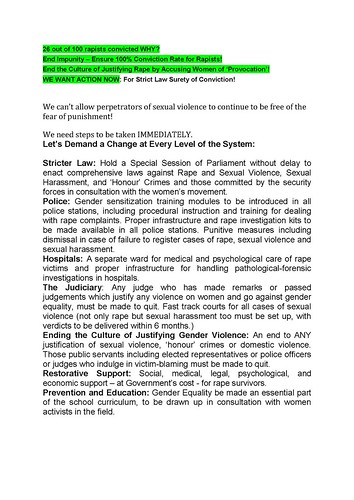 26 out of 100 rapists convicted WHY?
End Impunity – Ensure 100% Conviction Rate for Rapists!
End the Culture of Justifying Rape by Accusing Women of 'Provocation'!
WE WANT ACTION NOW: For Strict Law Surety of Conviction!
We can't allow perpetrators of sexual violence to continue to be free of the
fear of punishment!
We need steps to be taken IMMEDIATELY.
Let's Demand a Change at Every Level of the System:
Stricter Law: Hold a Special Session of Parliament without delay to
enact comprehensive laws against Rape and Sexual Violence, Sexual
Harassment, and 'Honour' Crimes and those committed by the security
forces in consultation with the women's movement.
Police: Gender sensitization training modules to be introduced in all
police stations, including procedural instruction and training for dealing
with rape complaints. Proper infrastructure and rape investigation kits to
be made available in all police stations. Punitive measures including
dismissal in case of failure to register cases of rape, sexual violence and
sexual harassment.
Hospitals: A separate ward for medical and psychological care of rape
victims and proper infrastructure for handling pathological-forensic
investigations in hospitals.
The Judiciary: Any judge who has made remarks or passed
judgements which justify any violence on women and go against gender
equality, must be made to quit. Fast track courts for all cases of sexual
violence (not only rape but sexual harassment too must be set up, with
verdicts to be delivered within 6 months.)
Ending the Culture of Justifying Gender Violence: An end to ANY
justification of sexual violence, 'honour' crimes or domestic violence.
Those public servants including elected representatives or police officers
or judges who indulge in victim-blaming must be made to quit.
Restorative Support: Social, medical, legal, psychological, and
economic support – at Government's cost - for rape survivors.
Prevention and Education: Gender Equality be made an essential part
of the school curriculum, to be drawn up in consultation with women
activists in the field.